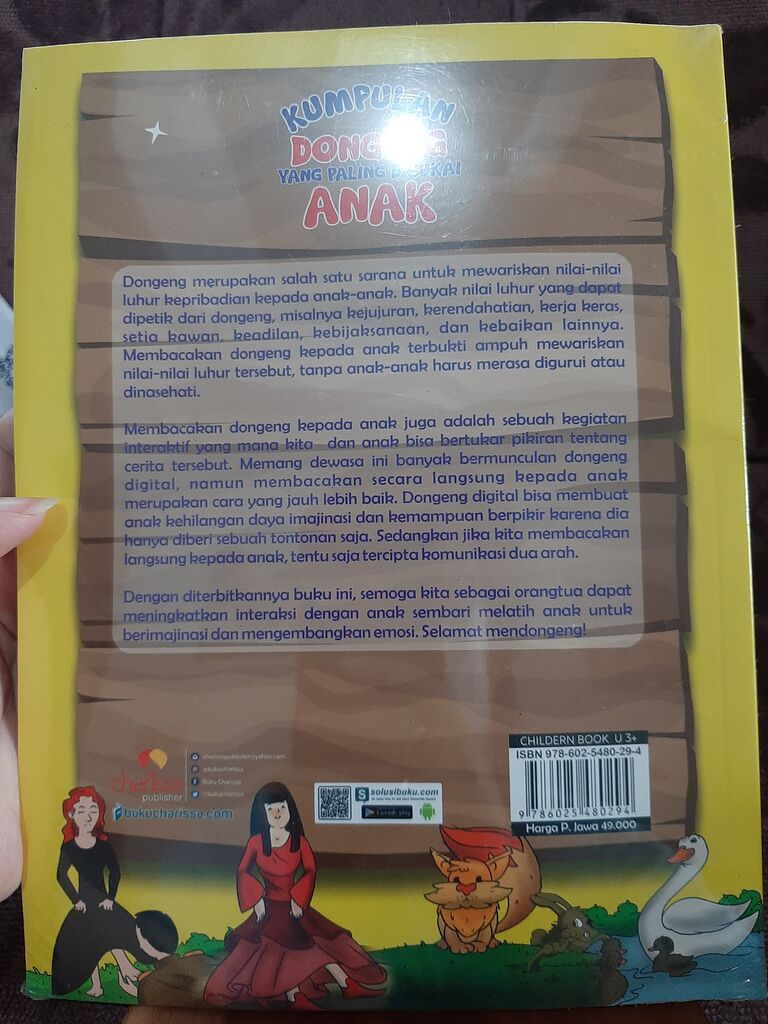 KUMPULAN
DONGENG
YANG PALING DISUKAI
ANAK
Dongeng merupakan salah satu sarana untuk mewariskan nilai-nilai
luhur kepribadian kepada anak-anak. Banyak nilai luhur yang dapat
dipetik dari dongeng, misalnya kejujuran, kerendahatian, kerja keras,
setia kawan, keadilan, kebijaksanaan, dan kebaikan lainnya.
Membacakan dongeng kepada anak terbukti ampuh mewariskan
nilai-nilai luhur tersebut, tanpa anak-anak harus merasa digurui atau
dinasehati.
Membacakan dongeng kepada anak juga adalah sebuah kegiatan
interaktif yang mana kita dan anak bisa bertukar pikiran tentang
cerita tersebut. Memang dewasa ini banyak bermunculan dongeng
digital, namun membacakan secara langsung kepada anak
merupakan cara yang jauh lebih baik. Dongeng digital bisa membuat
anak kehilangan daya imajinasi dan kemampuan berpikir karena dia
hanya diberi sebuah tontonan saja. Sedangkan jika kita membacakan
langsung kepada anak, tentu saja tercipta komunikasi dua arah.
Dengan diterbitkannya buku ini, semoga kita sebagai orangtua dapat
meningkatkan interaksi dengan anak sembari melatih anak untuk
berimajinasi dan mengembangkan emosi. Selamat mendongeng!
charissa
publisher
Buku Charissa
bukucharissa.com
solusibuku.com
Google play
CHILDERN BOOK U 3+
ISBN 978-602-5480-29-4
9 786025 480294
Harga P. Jawa 49.000